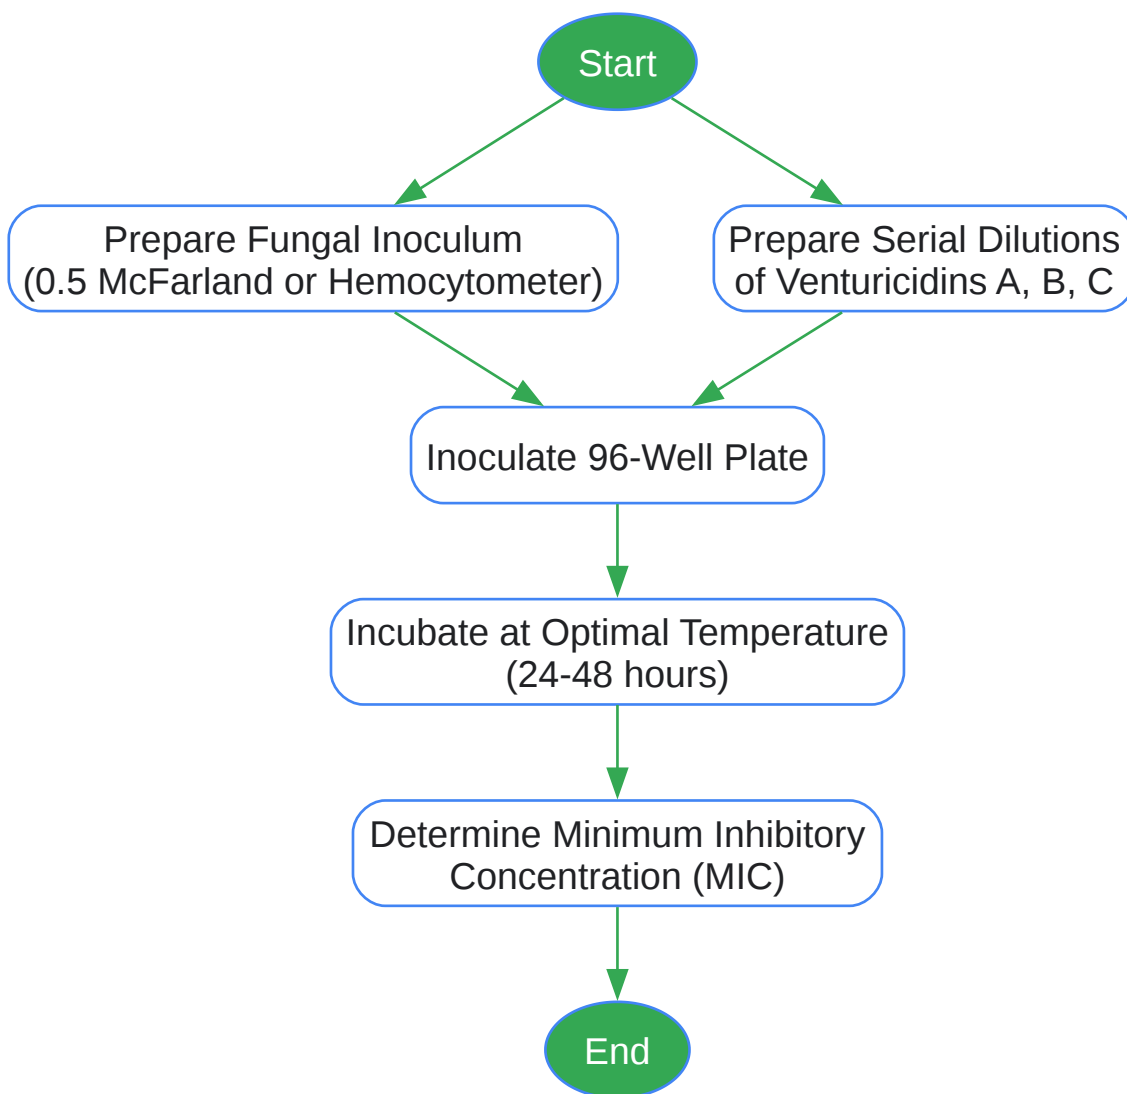 Start
Prepare Fungal Inoculum
(0.5 McFarland or Hemocytometer)
Prepare Serial Dilutions
of Venturicidins A, B, C
Inoculate 96-Well Plate
Incubate at Optimal Temperature
(24-48 hours)
Determine Minimum Inhibitory
Concentration (MIC)
End